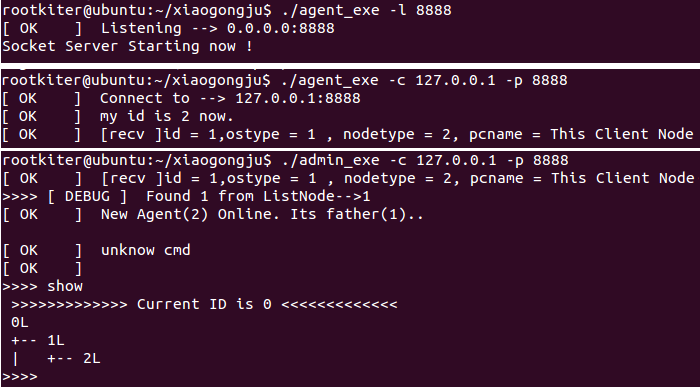 rootkiter@ubuntu:~/xiaogongju$ ./agent_exe -l 8888
[ OK    ]  Listening --> 0.0.0.0:8888
Socket Server Starting now !
rootkiter@ubuntu:~/xiaogongju$ ./agent_exe -c 127.0.0.1 -p 8888
[ OK    ]  Connect to --> 127.0.0.1:8888
[ OK    ]  my id is 2 now.
[ OK    ]  [recv ]id = 1,ostype = 1 , nodetype = 2, pcname = This Client Node
rootkiter@ubuntu:~/xiaogongju$ ./admin_exe -c 127.0.0.1 -p 8888
[ OK    ]  [recv ]id = 1,ostype = 1 , nodetype = 2, pcname = This Client Node
>>>> [ DEBUG ]  Found 1 from ListNode-->1
[ OK    ]  New Agent(2) Online. Its father(1)..
[ OK    ]  unknow cmd
[ OK    ]
>>>> show
 >>>>>>>>>>>>> Current ID is 0 <<<<<<<<<<<<<
 0L
 +-- 1L
 |   +-- 2L
>>>>